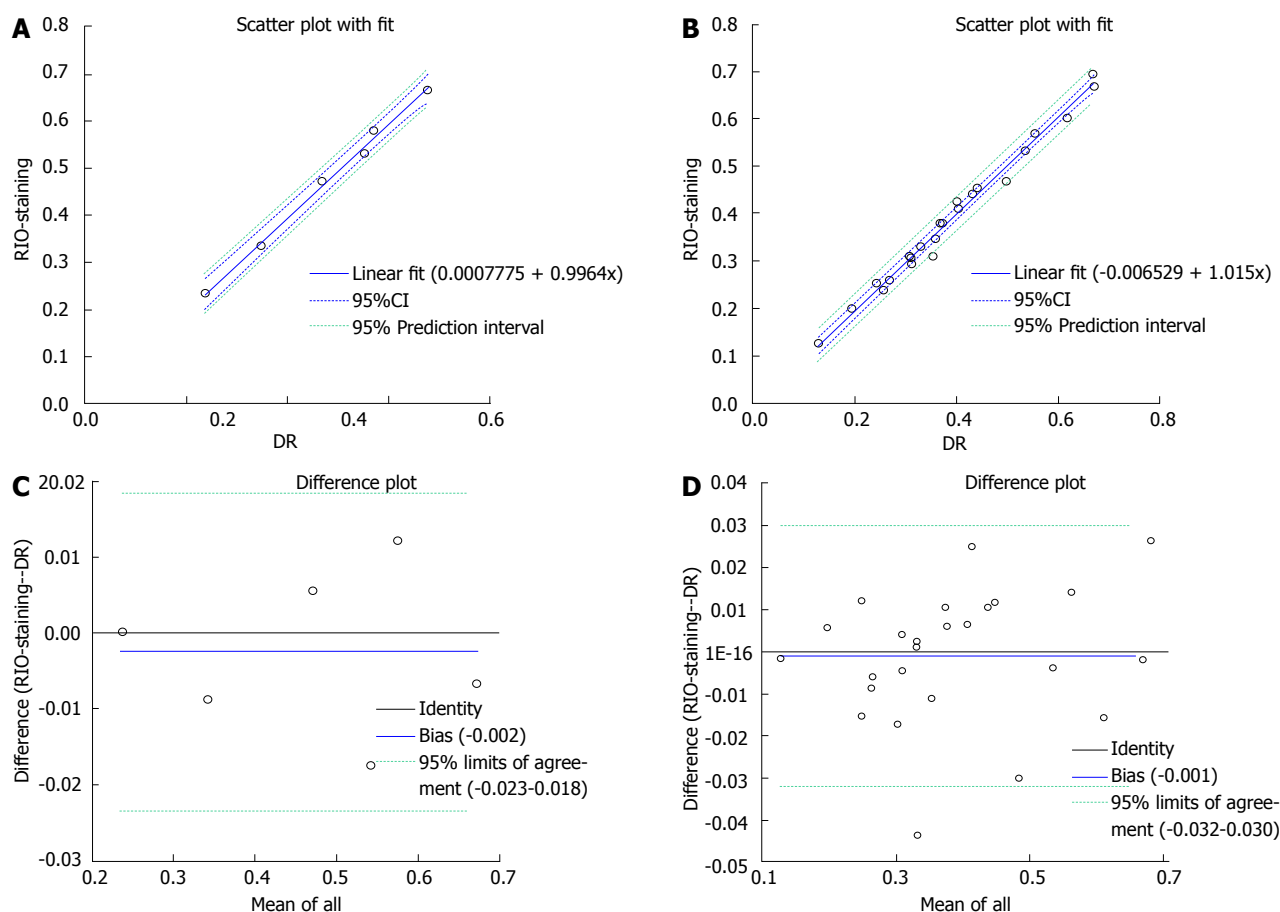 A
Scatter plot with fit
0.8
0.7
0.6
0.5
0.4
0.3
0.2
0.1
0.0
RIO-staining
Linear fit (0.0007775 + 0.9964x)
95%CI
95% Prediction interval
0.0
0.2
0.4
0.6
DR
B
Scatter plot with fit
0.8
0.7
0.6
0.5
0.4
0.3
0.2
0.1
0.0
RIO-staining
Linear fit (-0.006529 + 1.015x)
95%CI
95% Prediction interval
0.0
0.2
0.4
0.6
0.8
DR
C
Difference plot
20.02
0.01
0.00
-0.01
-0.02
-0.03
Difference (RIO-staining--DR)
Identity
Bias (-0.002)
95% limits of agree-
ment (-0.023-0.018)
0.2
0.3
0.4
0.5
0.6
0.7
Mean of all
D
Difference plot
0.04
0.03
0.02
0.01
1E-16
-0.01
-0.02
-0.03
-0.04
-0.05
Difference (RIO-staining--DR)
Identity
Bias (-0.001)
95% limits of agree-
ment (-0.032-0.030)
0.1
0.3
0.5
0.7
Mean of all